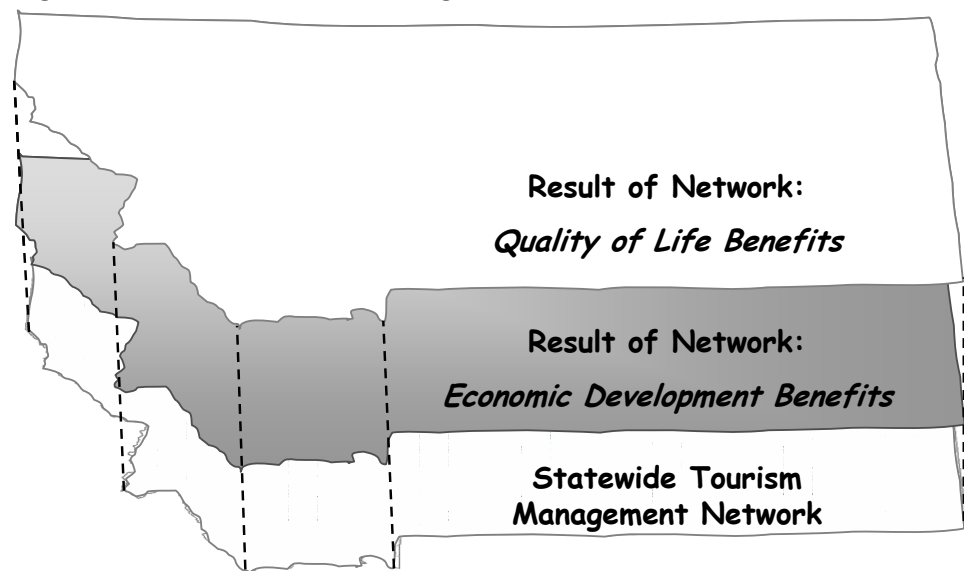 Result of Network:
Quality of Life Benefits
Result of Network:
Economic Development Benefits
Statewide Tourism
Management Network